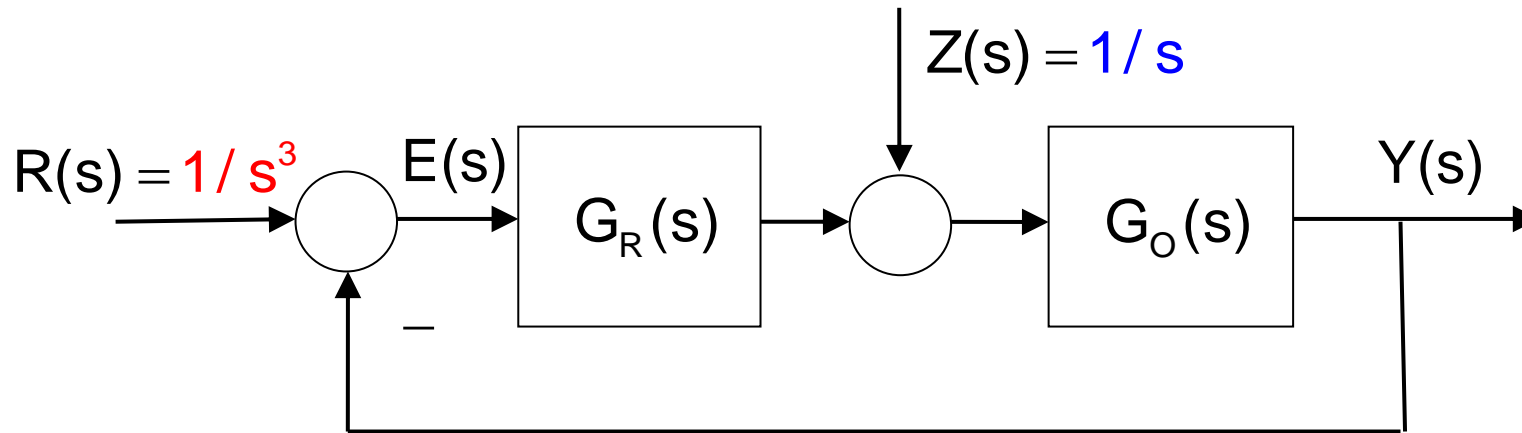 Z(s) = 1/s
R(s) = 1/s³
E(s)
G_R(s)
G_O(s)
Y(s)
−